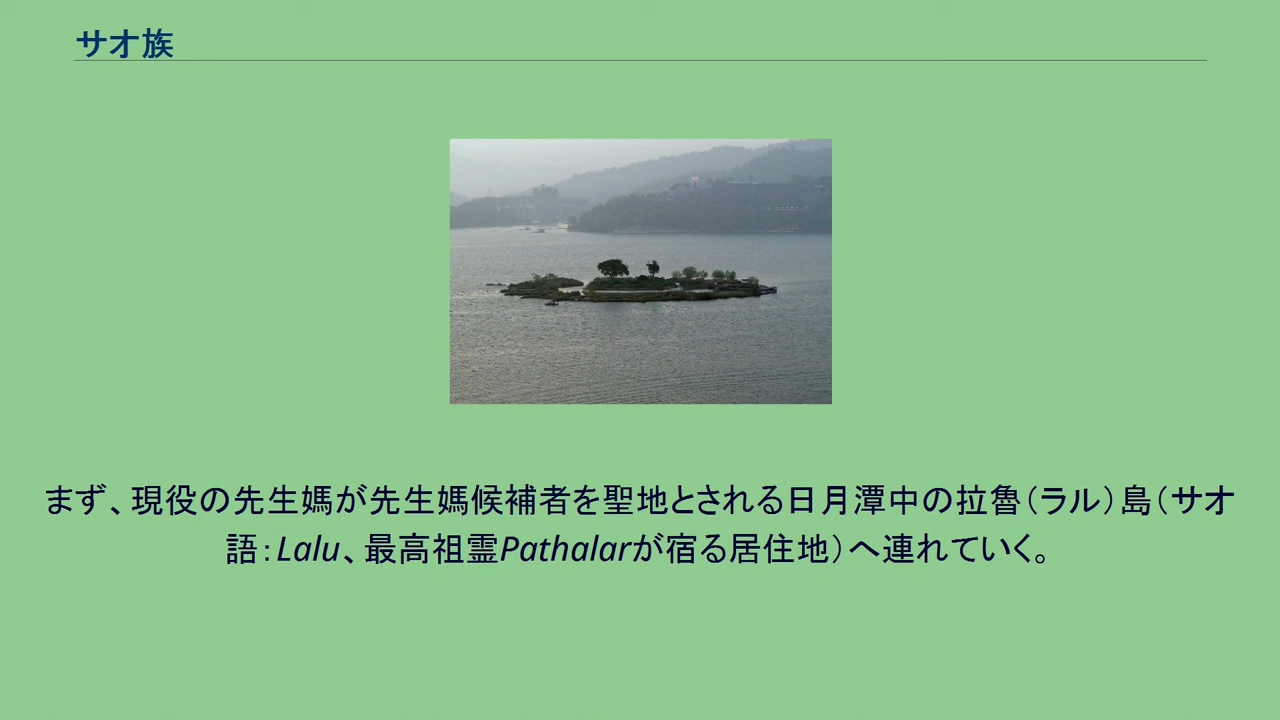 サオ族
まず、現役の先生媽が先生媽候補者を聖地とされる日月潭中の拉魯（ラル）島（サオ
語：Lalu、最高祖霊Pathalarが宿る居住地）へ連れていく。